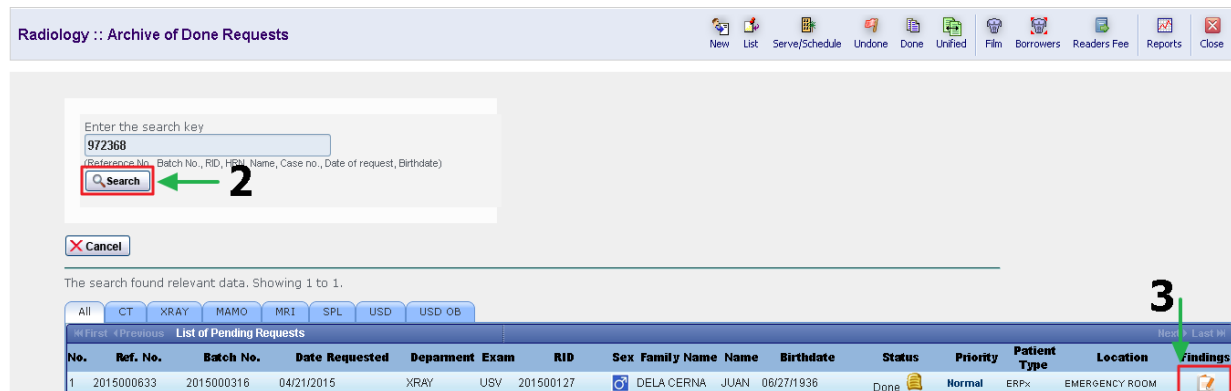 Radiology :: Archive of Done Requests
New List Serve/Schedule Undone Done Unified Film Borrowers Readers Fee Reports Close
Enter the search key
972368
(Reference No., Batch No., RID, HRN, Name, Case no., Date of request, Birthdate)
Search
2
Cancel
The search found relevant data. Showing 1 to 1.
3
All CT XRAY MAMO MRI SPL USD USD OB
First Previous List of Pending Requests Next Last
No. Ref. No. Batch No. Date Requested Deparment Exam RID Sex Family Name Name Birthdate Status Priority Patient Type Location Findings
1 2015000633 2015000316 04/21/2015 XRAY USV 201500127 DELA CERNA JUAN 06/27/1936 Done Normal ERPx EMERGENCY ROOM